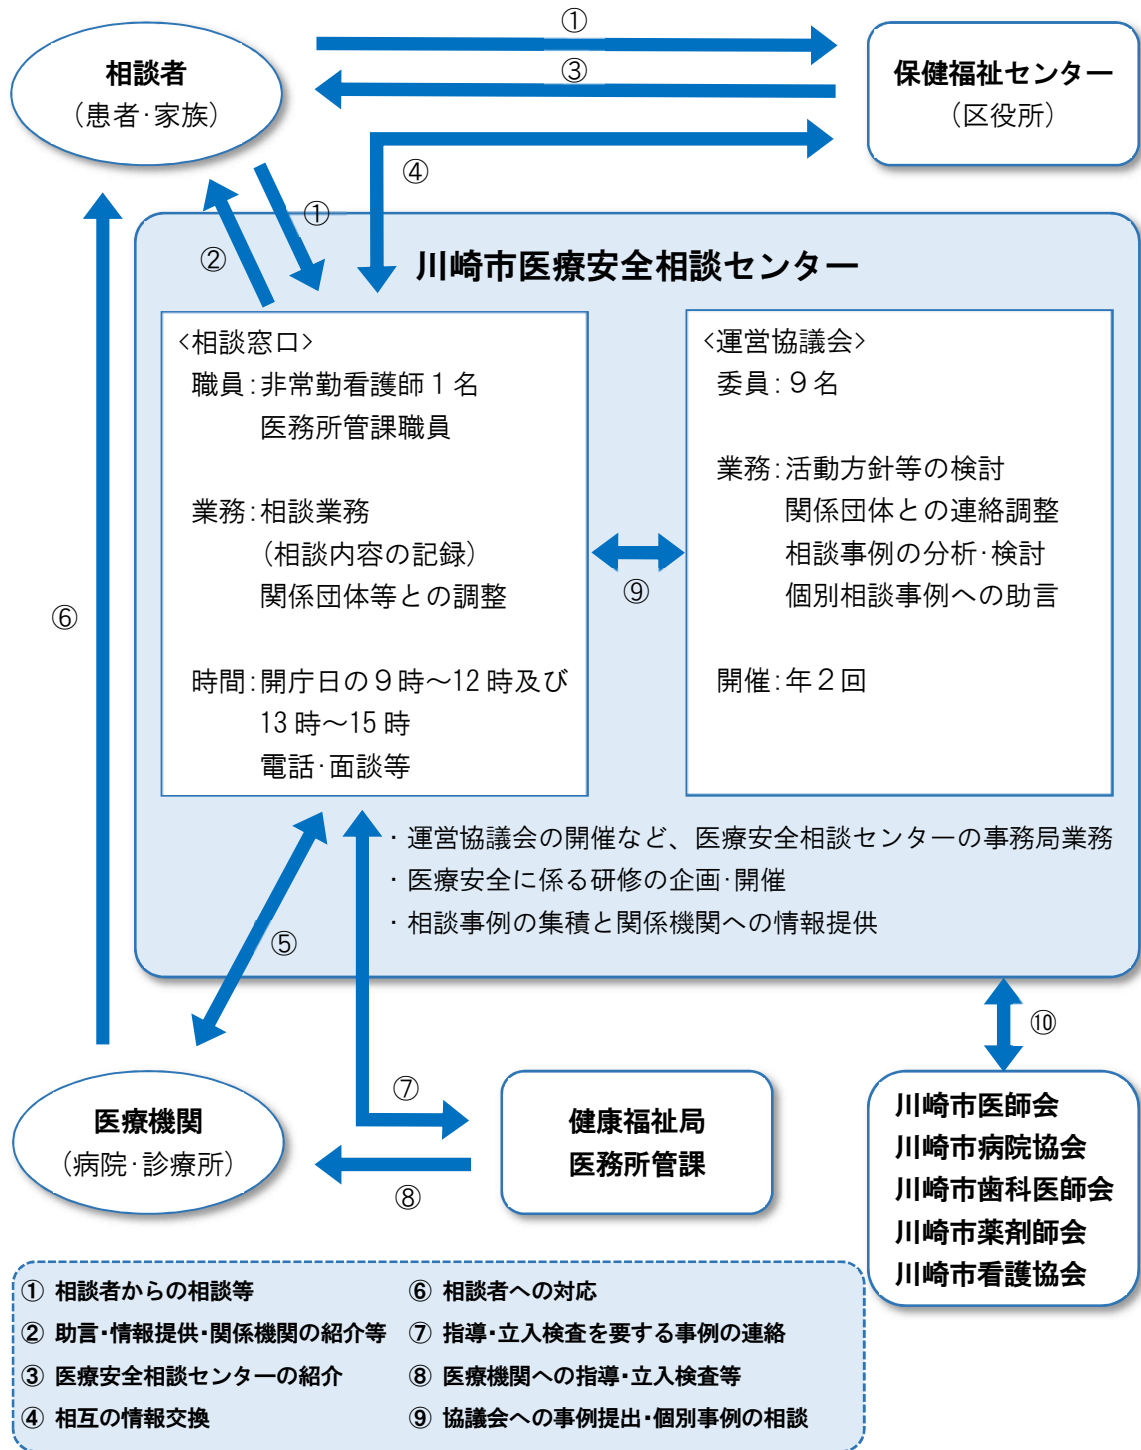 ①
相談者
（患者･家族）
③
保健福祉センター
（区役所）
④
①
②
川崎市医療安全相談センター
<相談窓口>
職員：非常勤看護師１名
医務所管課職員
業務：相談業務
（相談内容の記録）
関係団体等との調整
時間：開庁日の９時～12時及び
13時～15時
電話･面談等
<運営協議会>
委員：９名
業務：活動方針等の検討
関係団体との連絡調整
相談事例の分析･検討
個別相談事例への助言
開催：年２回
⑨
⑥
･運営協議会の開催など、医療安全相談センターの事務局業務
･医療安全に係る研修の企画･開催
･相談事例の集積と関係機関への情報提供
⑤
⑩
⑦
医療機関
（病院･診療所）
⑧
健康福祉局
医務所管課
川崎市医師会
川崎市病院協会
川崎市歯科医師会
川崎市薬剤師会
川崎市看護協会
① 相談者からの相談等
② 助言・情報提供・関係機関の紹介等
③ 医療安全相談センターの紹介
④ 相互の情報交換
⑥ 相談者への対応
⑦ 指導・立入検査を要する事例の連絡
⑧ 医療機関への指導・立入検査等
⑨ 協議会への事例提出・個別事例の相談